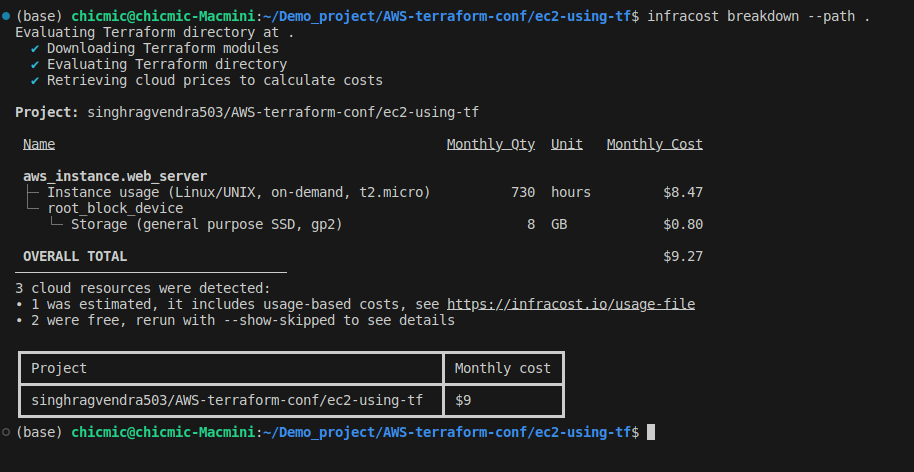 (base) chicmic@chicmic-Macmini:~/Demo_project/AWS-terraform-conf/ec2-using-tf$ infracost breakdown --path .
Evaluating Terraform directory at .
✔ Downloading Terraform modules
✔ Evaluating Terraform directory
✔ Retrieving cloud prices to calculate costs
Project: singhragvendra503/AWS-terraform-conf/ec2-using-tf
Name Monthly Qty Unit Monthly Cost
aws_instance.web_server
├─ Instance usage (Linux/UNIX, on-demand, t2.micro) 730 hours $8.47
└─ root_block_device
└─ Storage (general purpose SSD, gp2) 8 GB $0.80
OVERALL TOTAL $9.27
──────────────────────────────────
3 cloud resources were detected:
∙ 1 was estimated, it includes usage-based costs, see https://infracost.io/usage-file
∙ 2 were free, rerun with --show-skipped to see details
Project Monthly cost
singhragvendra503/AWS-terraform-conf/ec2-using-tf $9
(base) chicmic@chicmic-Macmini:~/Demo_project/AWS-terraform-conf/ec2-using-tf$